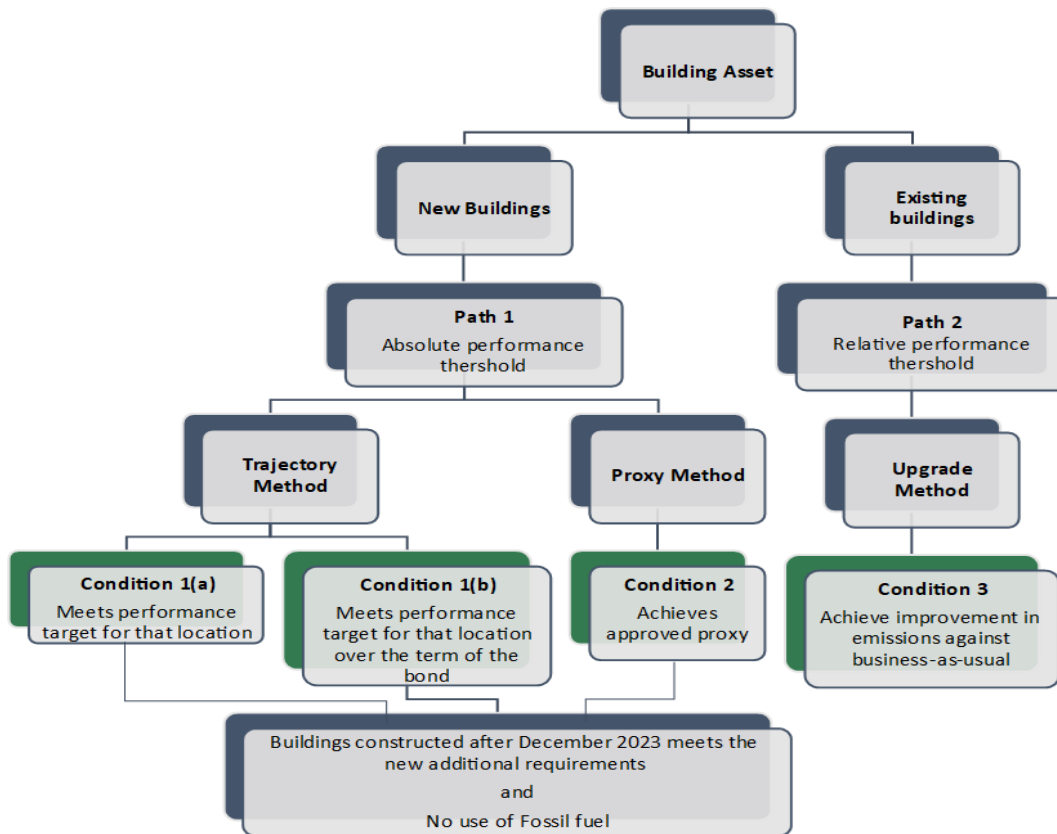 Building Asset
New Buildings
Existing
buildings
Path 1
Absolute performance
thershold
Path 2
Relative performance
thershold
Trajectory
Method
Proxy Method
Upgrade
Method
Condition 1(a)
Meets performance
target for that location
Condition 1(b)
Meets performance
target for that location
over the term of the
bond
Condition 2
Achieves
approved proxy
Condition 3
Achieve improvement in
emissions against
business-as-usual
Buildings constructed after December 2023 meets the
new additional requirements
and
No use of Fossil fuel